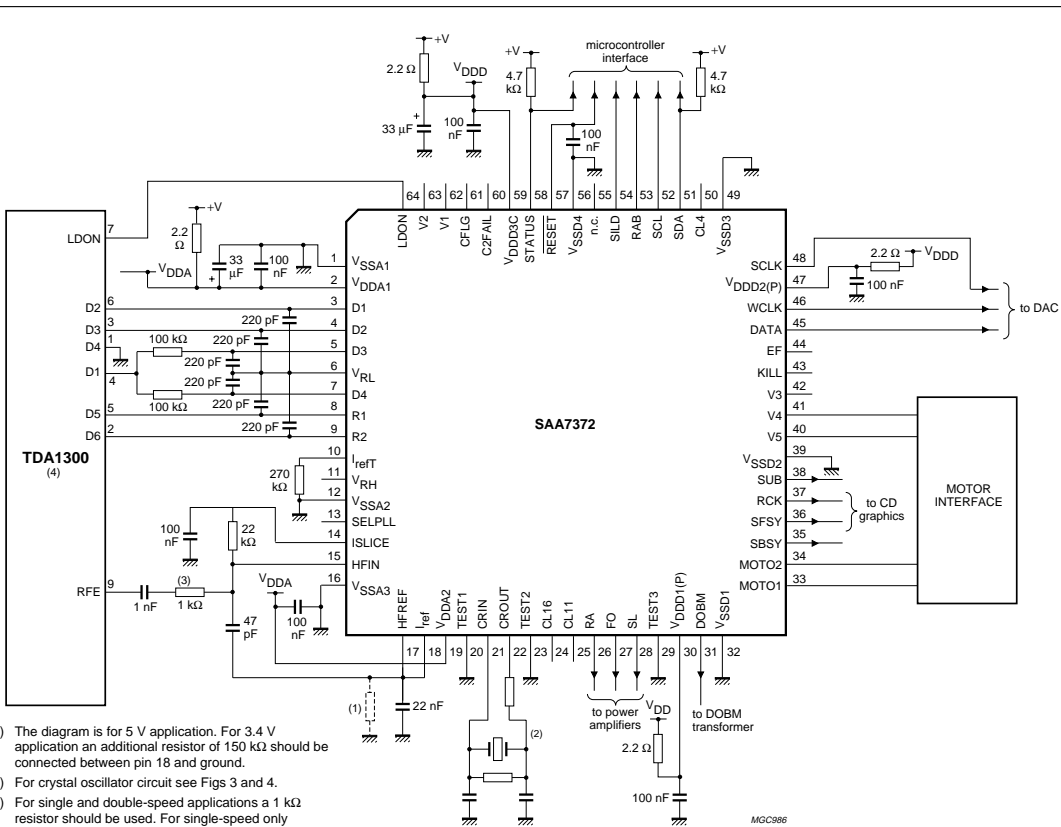 +V
2.2 Ω
VDDD
33 µF
+
100
nF
+V
4.7
kΩ
microcontroller
interface
+V
4.7
kΩ
100
nF
64 63 62 61 60 59 58 57 56 55 54 53 52 51 50 49
LDON V2 V1 CFLG C2FAIL VDDD3C STATUS RESET VSSD4 n.c. SILD RAB SCL SDA CL4 VSSD3
TDA1300
(4)
LDON 7
D2 6
D3 3
D4 1
D1 4
D5 5
D6 2
RFE 9
+V
2.2
Ω
VDDA
+
33
µF
100
nF
220 pF
220 pF
100 kΩ
220 pF
220 pF
100 kΩ
220 pF
220 pF
270
kΩ
100
nF
22
kΩ
1 nF
(3)
1 kΩ
47
pF
VDDA
100
nF
1 VSSA1
2 VDDA1
3 D1
4 D2
5 D3
6 VRL
7 D4
8 R1
9 R2
10 IrefT
11 VRH
12 VSSA2
13 SELPLL
14 ISLICE
15 HFIN
16 VSSA3
SAA7372
SCLK 48
VDDD2(P) 47
WCLK 46
DATA 45
EF 44
KILL 43
V3 42
V4 41
V5 40
VSSD2 39
SUB 38
RCK 37
SFSY 36
SBSY 35
MOTO2 34
MOTO1 33
2.2 Ω
VDDD
100 nF
to DAC
to CD
graphics
MOTOR
INTERFACE
HFREF Iref VDDA2 TEST1 CRIN CROUT TEST2 CL16 CL11 RA FO SL TEST3 VDDD1(P) DOBM VSSD1
17 18 19 20 21 22 23 24 25 26 27 28 29 30 31 32
(1)
22 nF
(2)
to power
amplifiers
VDD
2.2 Ω
100 nF
to DOBM
transformer
MGC986
) The diagram is for 5 V application. For 3.4 V
application an additional resistor of 150 kΩ should be
connected between pin 18 and ground.
) For crystal oscillator circuit see Figs 3 and 4.
) For single and double-speed applications a 1 kΩ
resistor should be used. For single-speed only